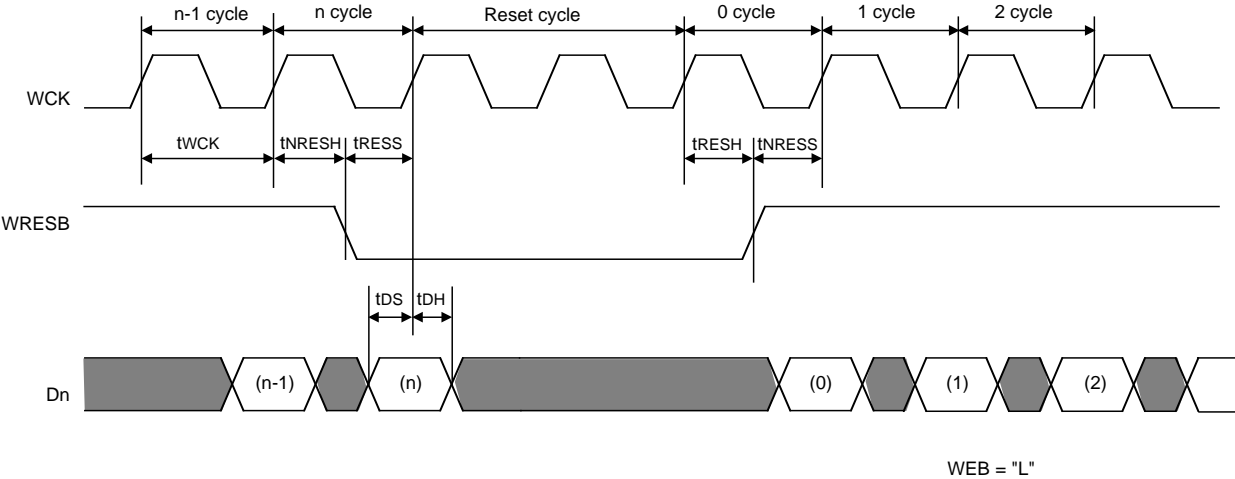 n-1 cycle n cycle Reset cycle 0 cycle 1 cycle 2 cycle
WCK
tWCK tNRESH tRESS tRESH tNRESS
WRESB
tDS tDH
Dn (n-1) (n) (0) (1) (2)
WEB = "L"